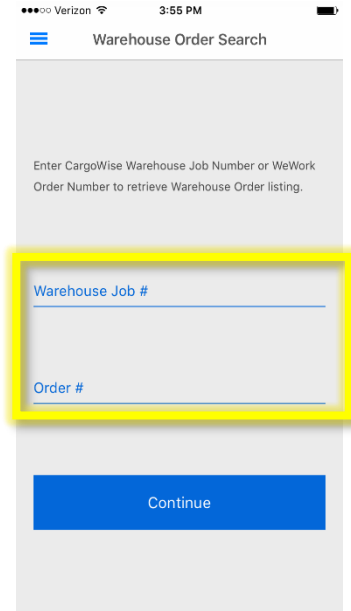 Verizon 3:55 PM
Warehouse Order Search
Enter CargoWise Warehouse Job Number or WeWork
Order Number to retrieve Warehouse Order listing.
Warehouse Job #
Order #
Continue